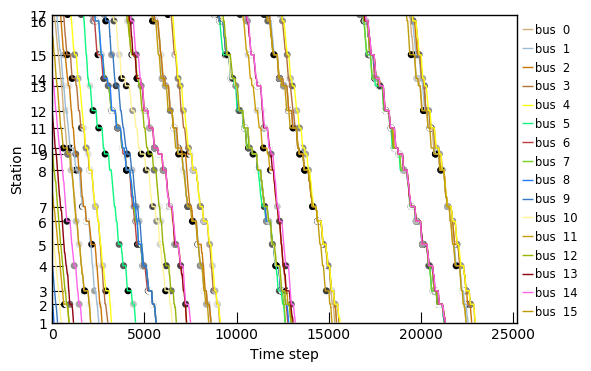 17
16
15
14
13
12
11
10
9
8
7
6
5
4
3
2
1
Station
0 5000 10000 15000 20000 25000
Time step
bus 0
bus 1
bus 2
bus 3
bus 4
bus 5
bus 6
bus 7
bus 8
bus 9
bus 10
bus 11
bus 12
bus 13
bus 14
bus 15